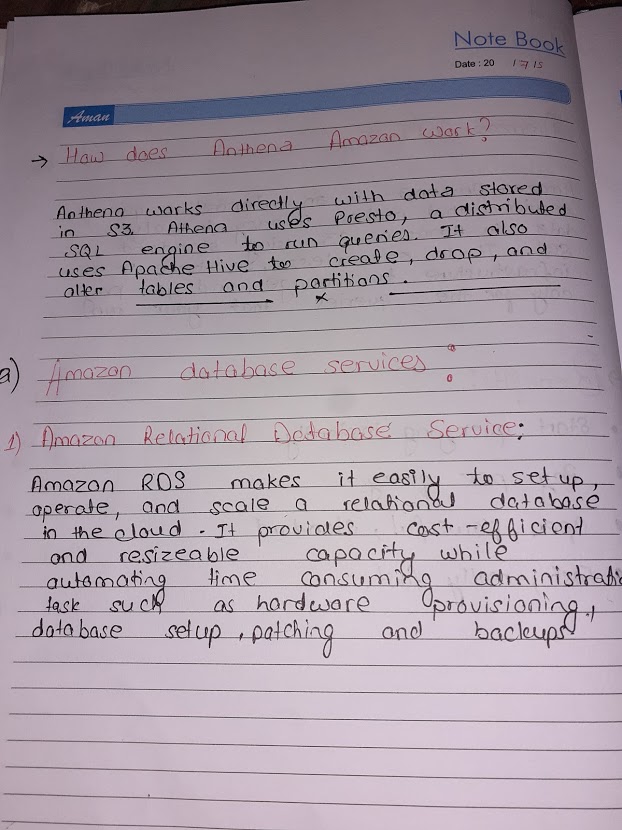 Note Book
Date : 20 17 15
Aman
→ How does Anthena Amazon work?
Anthena works directly with data stored
in S3. Athena uses Presto, a distributed
SQL engine to run queries. It also
uses Apache Hive to create, drop, and
alter tables and partitions.
a) Amazon database services :
1) Amazon Relational Database Service:
Amazon RDS makes it easily to set up,
operate, and scale a relational database
in the cloud. It provides cost-efficient
and resizeable capacity while
automating time consuming administrati
task such as hardware provisioning,
database setup, patching and backups